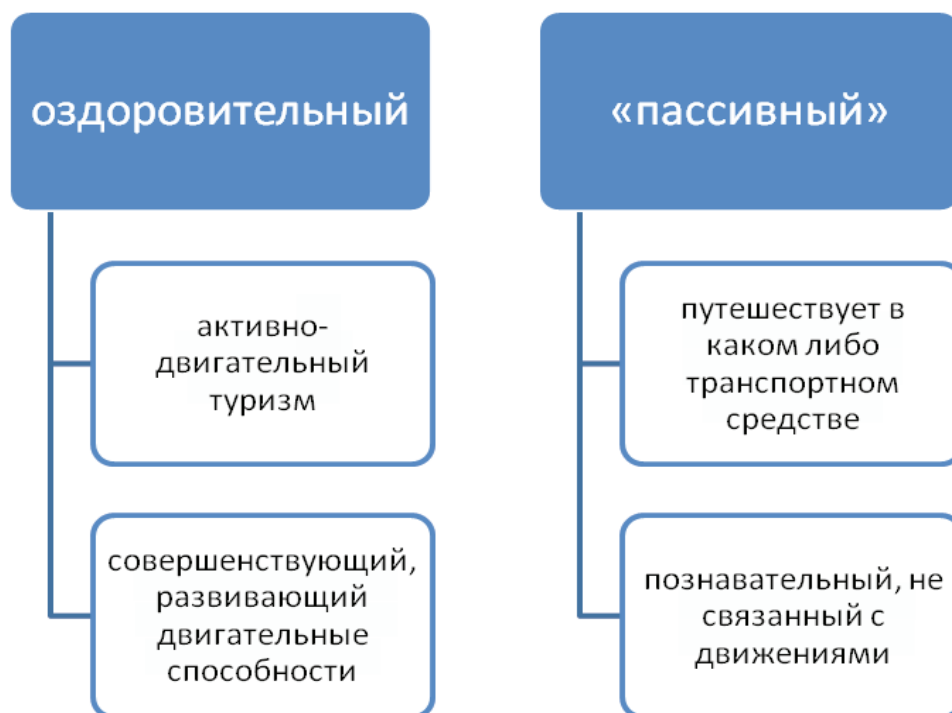 оздоровительный
активно-
двигательный
туризм
совершенствующий,
развивающий
двигательные
способности
«пассивный»
путешествует в
каком либо
транспортном
средстве
познавательный, не
связанный с
движениями